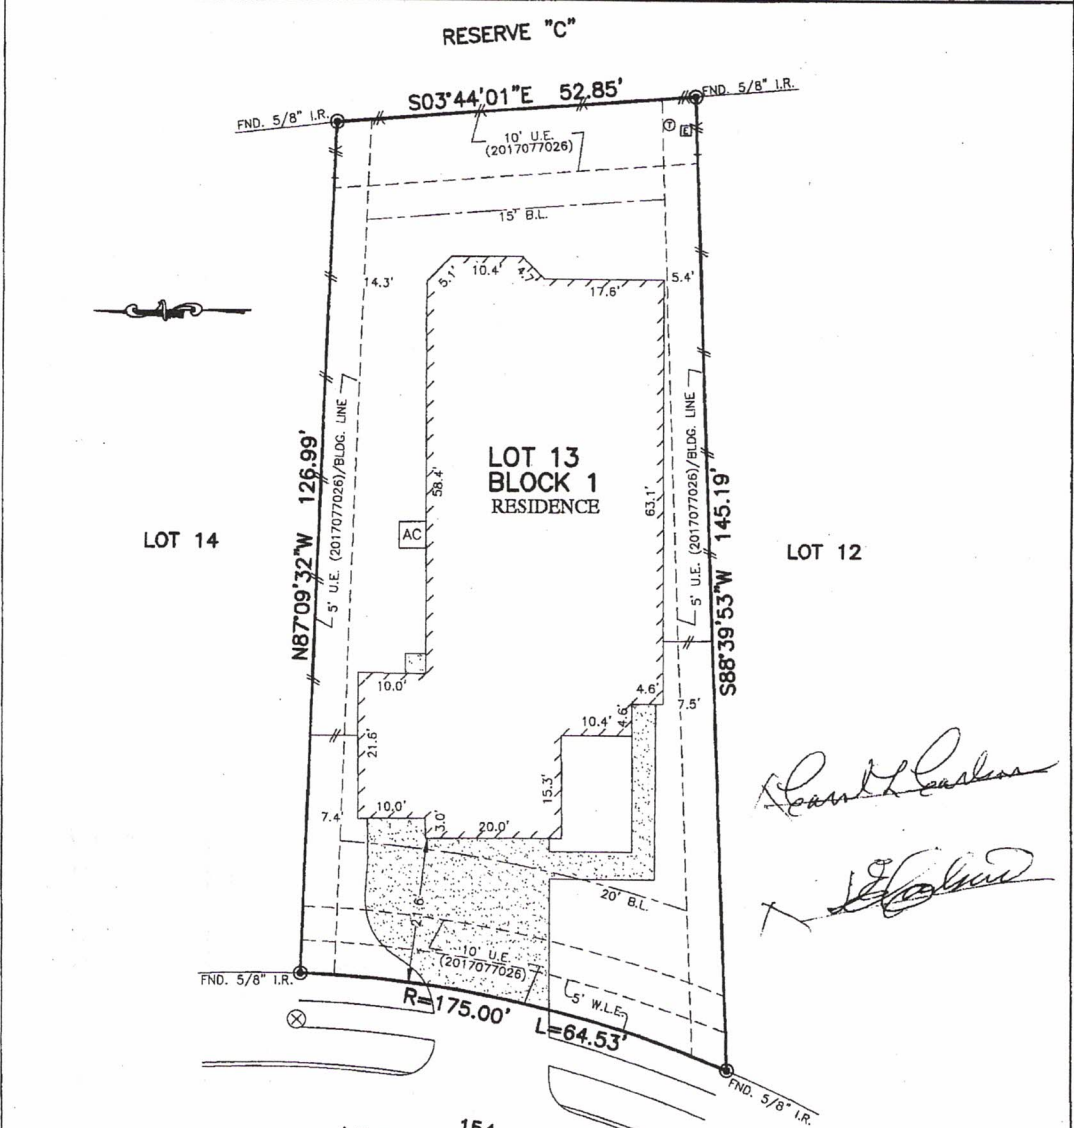 RESERVE "C"
S03°44'01"E 52.85'
FND. 5/8" I.R.
FND. 5/8" I.R.
10' U.E.
(2017077026)
T
E
15' B.L.
14.3'
5.1'
10.4'
17.6'
5.4'
N87°09'32"W 126.99'
5' U.E. (2017077026)/BLDG. LINE
58.4'
LOT 13
BLOCK 1
RESIDENCE
63.1'
5' U.E. (2017077026)/BLDG. LINE
S88°39'53"W 145.19'
LOT 14
AC
LOT 12
10.0'
4.6'
7.5'
4.6'
10.4'
21.6'
15.3'
10.0'
7.4'
3.0'
20.0'
21.6'
20' B.L.
10' U.E.
(2017077026)
5' W.L.E.
FND. 5/8" I.R.
R=175.00'
L=64.53'
FND. 5/8" I.R.